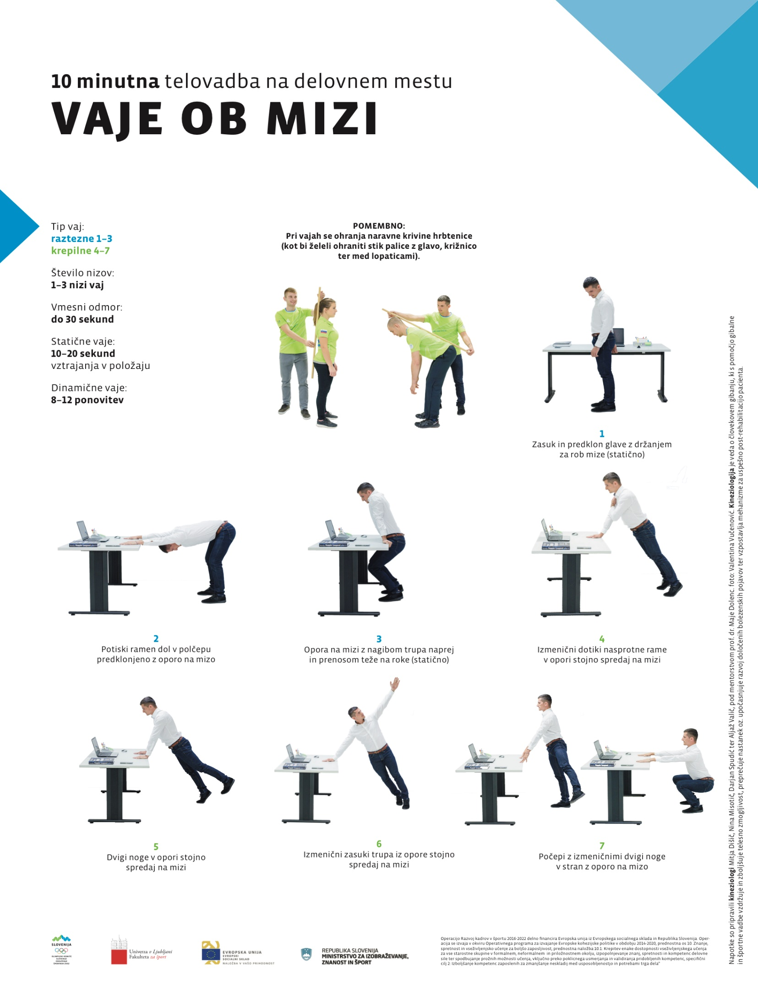 10 minutna telovadba na delovnem mestu
VAJE OB MIZI
Tip vaj:
raztezne 1–3
krepilne 4–7
Število nizov:
1–3 nizi vaj
Vmesni odmor:
do 30 sekund
Statične vaje:
10–20 sekund
vztrajanja v položaju
Dinamične vaje:
8–12 ponovitev
POMEMBNO:
Pri vajah se ohranja naravne krivine hrbtenice
(kot bi želeli ohraniti stik palice z glavo, križnico
ter med lopaticami).
1
Zasuk in predklon glave z držanjem
za rob mize (statično)
2
Potiski ramen dol v polčepu
predklonjeno z oporo na mizo
3
Opora na mizi z nagibom trupa naprej
in prenosom teže na roke (statično)
4
Izmenični dotiki nasprotne rame
v opori stojno spredaj na mizi
5
Dvigi noge v opori stojno
spredaj na mizi
6
Izmenični zasuki trupa iz opore stojno
spredaj na mizi
7
Počepi z izmeničnimi dvigi noge
v stran z oporo na mizo
Napotke so pripravili kineziologi Mitja Dišič, Nina Misotič, Darjan Spudić ter Aljaž Valič, pod mentorstvom prof. dr. Maje Dolenc. foto: Valentina Vučenović. Kineziologija je veda o človekovem gibanju, ki s pomočjo gibalne
in športne vadbe vzdržuje in zboljšuje telesno zmogljivost, preprečuje nastanek oz. upočasnjuje razvoj določenih bolezenskih pojavov ter vzpostavlja mehanizme za uspešno post-rehabilitacijo pacienta.
SLOVENIJA
OLIMPIJSKI KOMITE
SLOVENIJE
ZDRUŽENJE
ŠPORTNIH ZVEZ
Univerza v Ljubljani
Fakulteta za šport
EVROPSKA UNIJA
EVROPSKI
SOCIALNI SKLAD
NALOŽBA V VAŠO PRIHODNOST
REPUBLIKA SLOVENIJA
MINISTRSTVO ZA IZOBRAŽEVANJE,
ZNANOST IN ŠPORT
Operacijo Razvoj kadrov v športu 2016-2022 delno financira Evropska unija iz Evropskega socialnega sklada in Republika Slovenija. Oper-
acija se izvaja v okviru Operativnega programa za izvajanje Evropske kohezijske politike v obdobju 2014-2020, prednostna os 10. Znanje,
spretnost in vseživljensko učenje za boljšo zaposljivost; prednostna naložba:10.1: Krepitev enake dostopnosti vseživljenjskega učenja
za vse starostne skupine v formalnem, neformalnem in priložnostnem okolju, izpopolnjevanje znanj, spretnosti in kompetenc delovne
sile ter spodbujanje prožnih možnosti učenja, vključno preko poklicnega usmerjanja in validiranja pridobljenih kompetenc, specifični
cilj 2: Izboljšanje kompetenc zaposlenih za zmanjšanje neskladij med usposobljenostjo in potrebami trga dela"